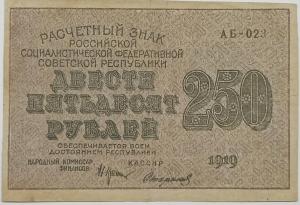 РАСЧЕТНЫЙ ЗНАК
РОССИЙСКОЙ
СОЦИАЛИСТИЧЕСКОЙ ФЕДЕРАТИВНОЙ
СОВЕТСКОЙ РЕСПУБЛИКИ
АБ-023
ДВЕСТИ
ПЯТЬДЕСЯТ
РУБЛЕЙ
250
ОБЕСПЕЧИВАЕТСЯ ВСЕМ
ДОСТОЯНИЕМ РЕСПУБЛИКИ
1919
НАРОДНЫЙ КОМИССАР
ФИНАНСОВ
КАССИР